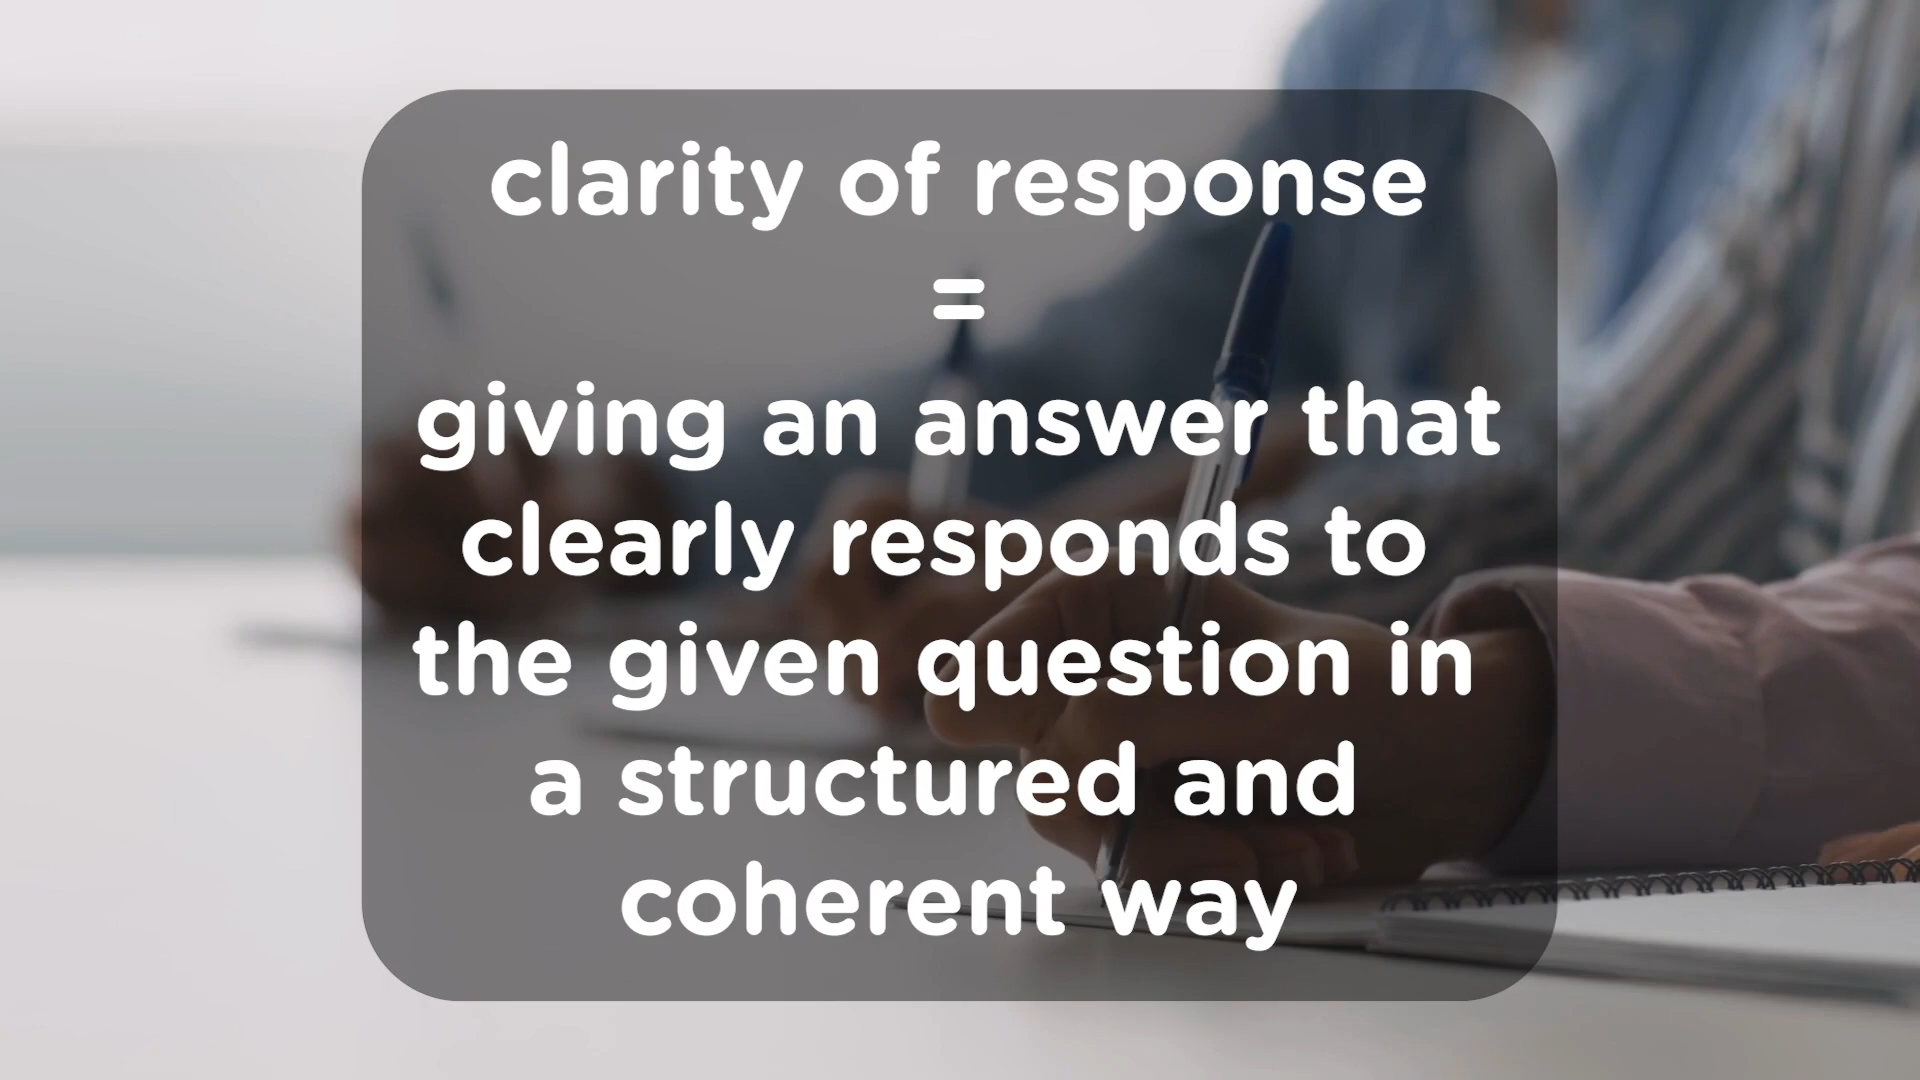 clarity of response
=
giving an answer that
clearly responds to
the given question in
a structured and
coherent way